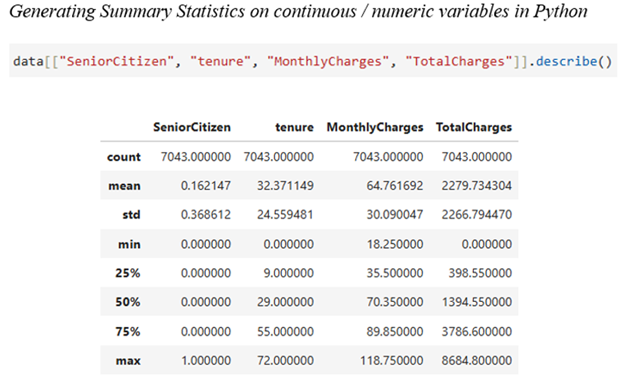 Generating Summary Statistics on continuous / numeric variables in Python
data[["SeniorCitizen", "tenure", "MonthlyCharges", "TotalCharges"]].describe()
SeniorCitizen tenure MonthlyCharges TotalCharges
count 7043.000000 7043.000000 7043.000000 7043.000000
mean 0.162147 32.371149 64.761692 2279.734304
std 0.368612 24.559481 30.090047 2266.794470
min 0.000000 0.000000 18.250000 0.000000
25% 0.000000 9.000000 35.500000 398.550000
50% 0.000000 29.000000 70.350000 1394.550000
75% 0.000000 55.000000 89.850000 3786.600000
max 1.000000 72.000000 118.750000 8684.800000